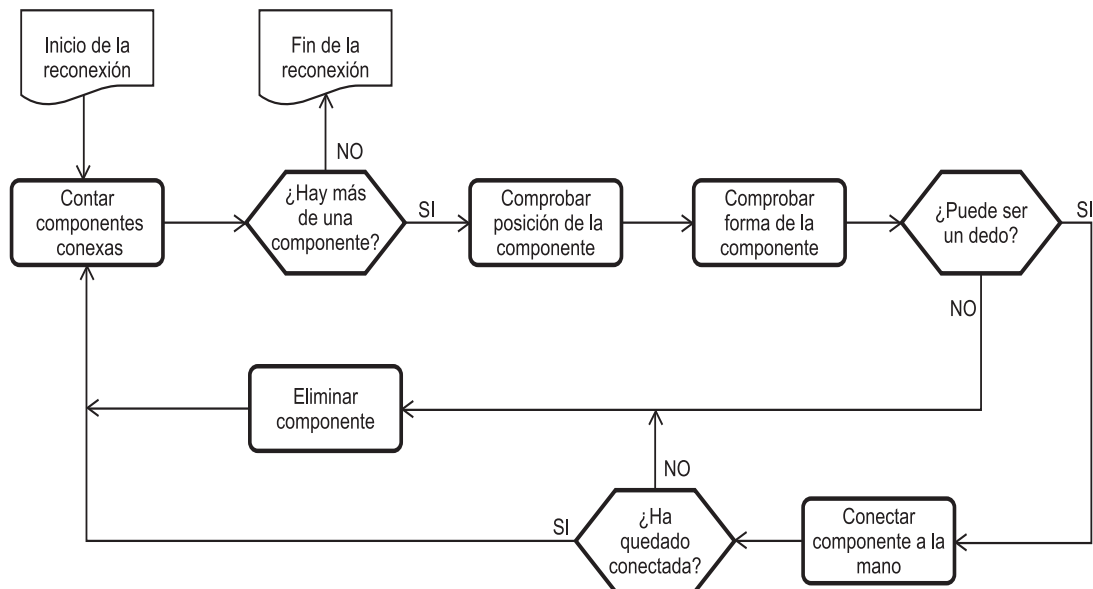 Inicio de la
reconexión
Fin de la
reconexión
NO
Contar
componentes
conexas
¿Hay más
de una
componente?
SI
Comprobar
posición de la
componente
Comprobar
forma de la
componente
¿Puede ser
un dedo?
SI
NO
Eliminar
componente
NO
SI
¿Ha
quedado
conectada?
Conectar
componente a la
mano